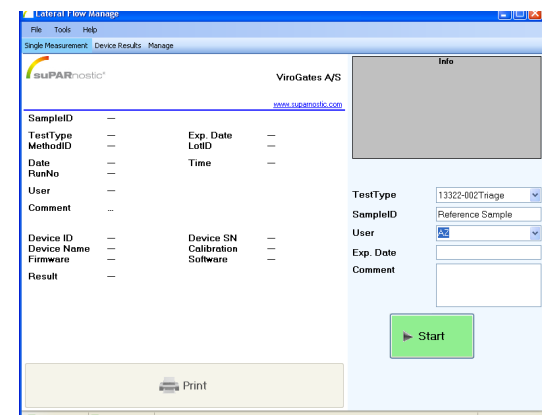 Lateral Flow Manage
File Tools Help
Single Measurement Device Results Manage
suPARnostic®
ViroGates A/S
www.suparnostic.com
SampleID —
TestType — Exp. Date —
MethodID — LotID —
Date — Time —
RunNo —
User —
Comment ...
Device ID — Device SN —
Device Name — Calibration —
Firmware — Software —
Result —
Print
Info
TestType 13322-002Triage
SampleID Reference Sample
User AZ
Exp. Date
Comment
Start